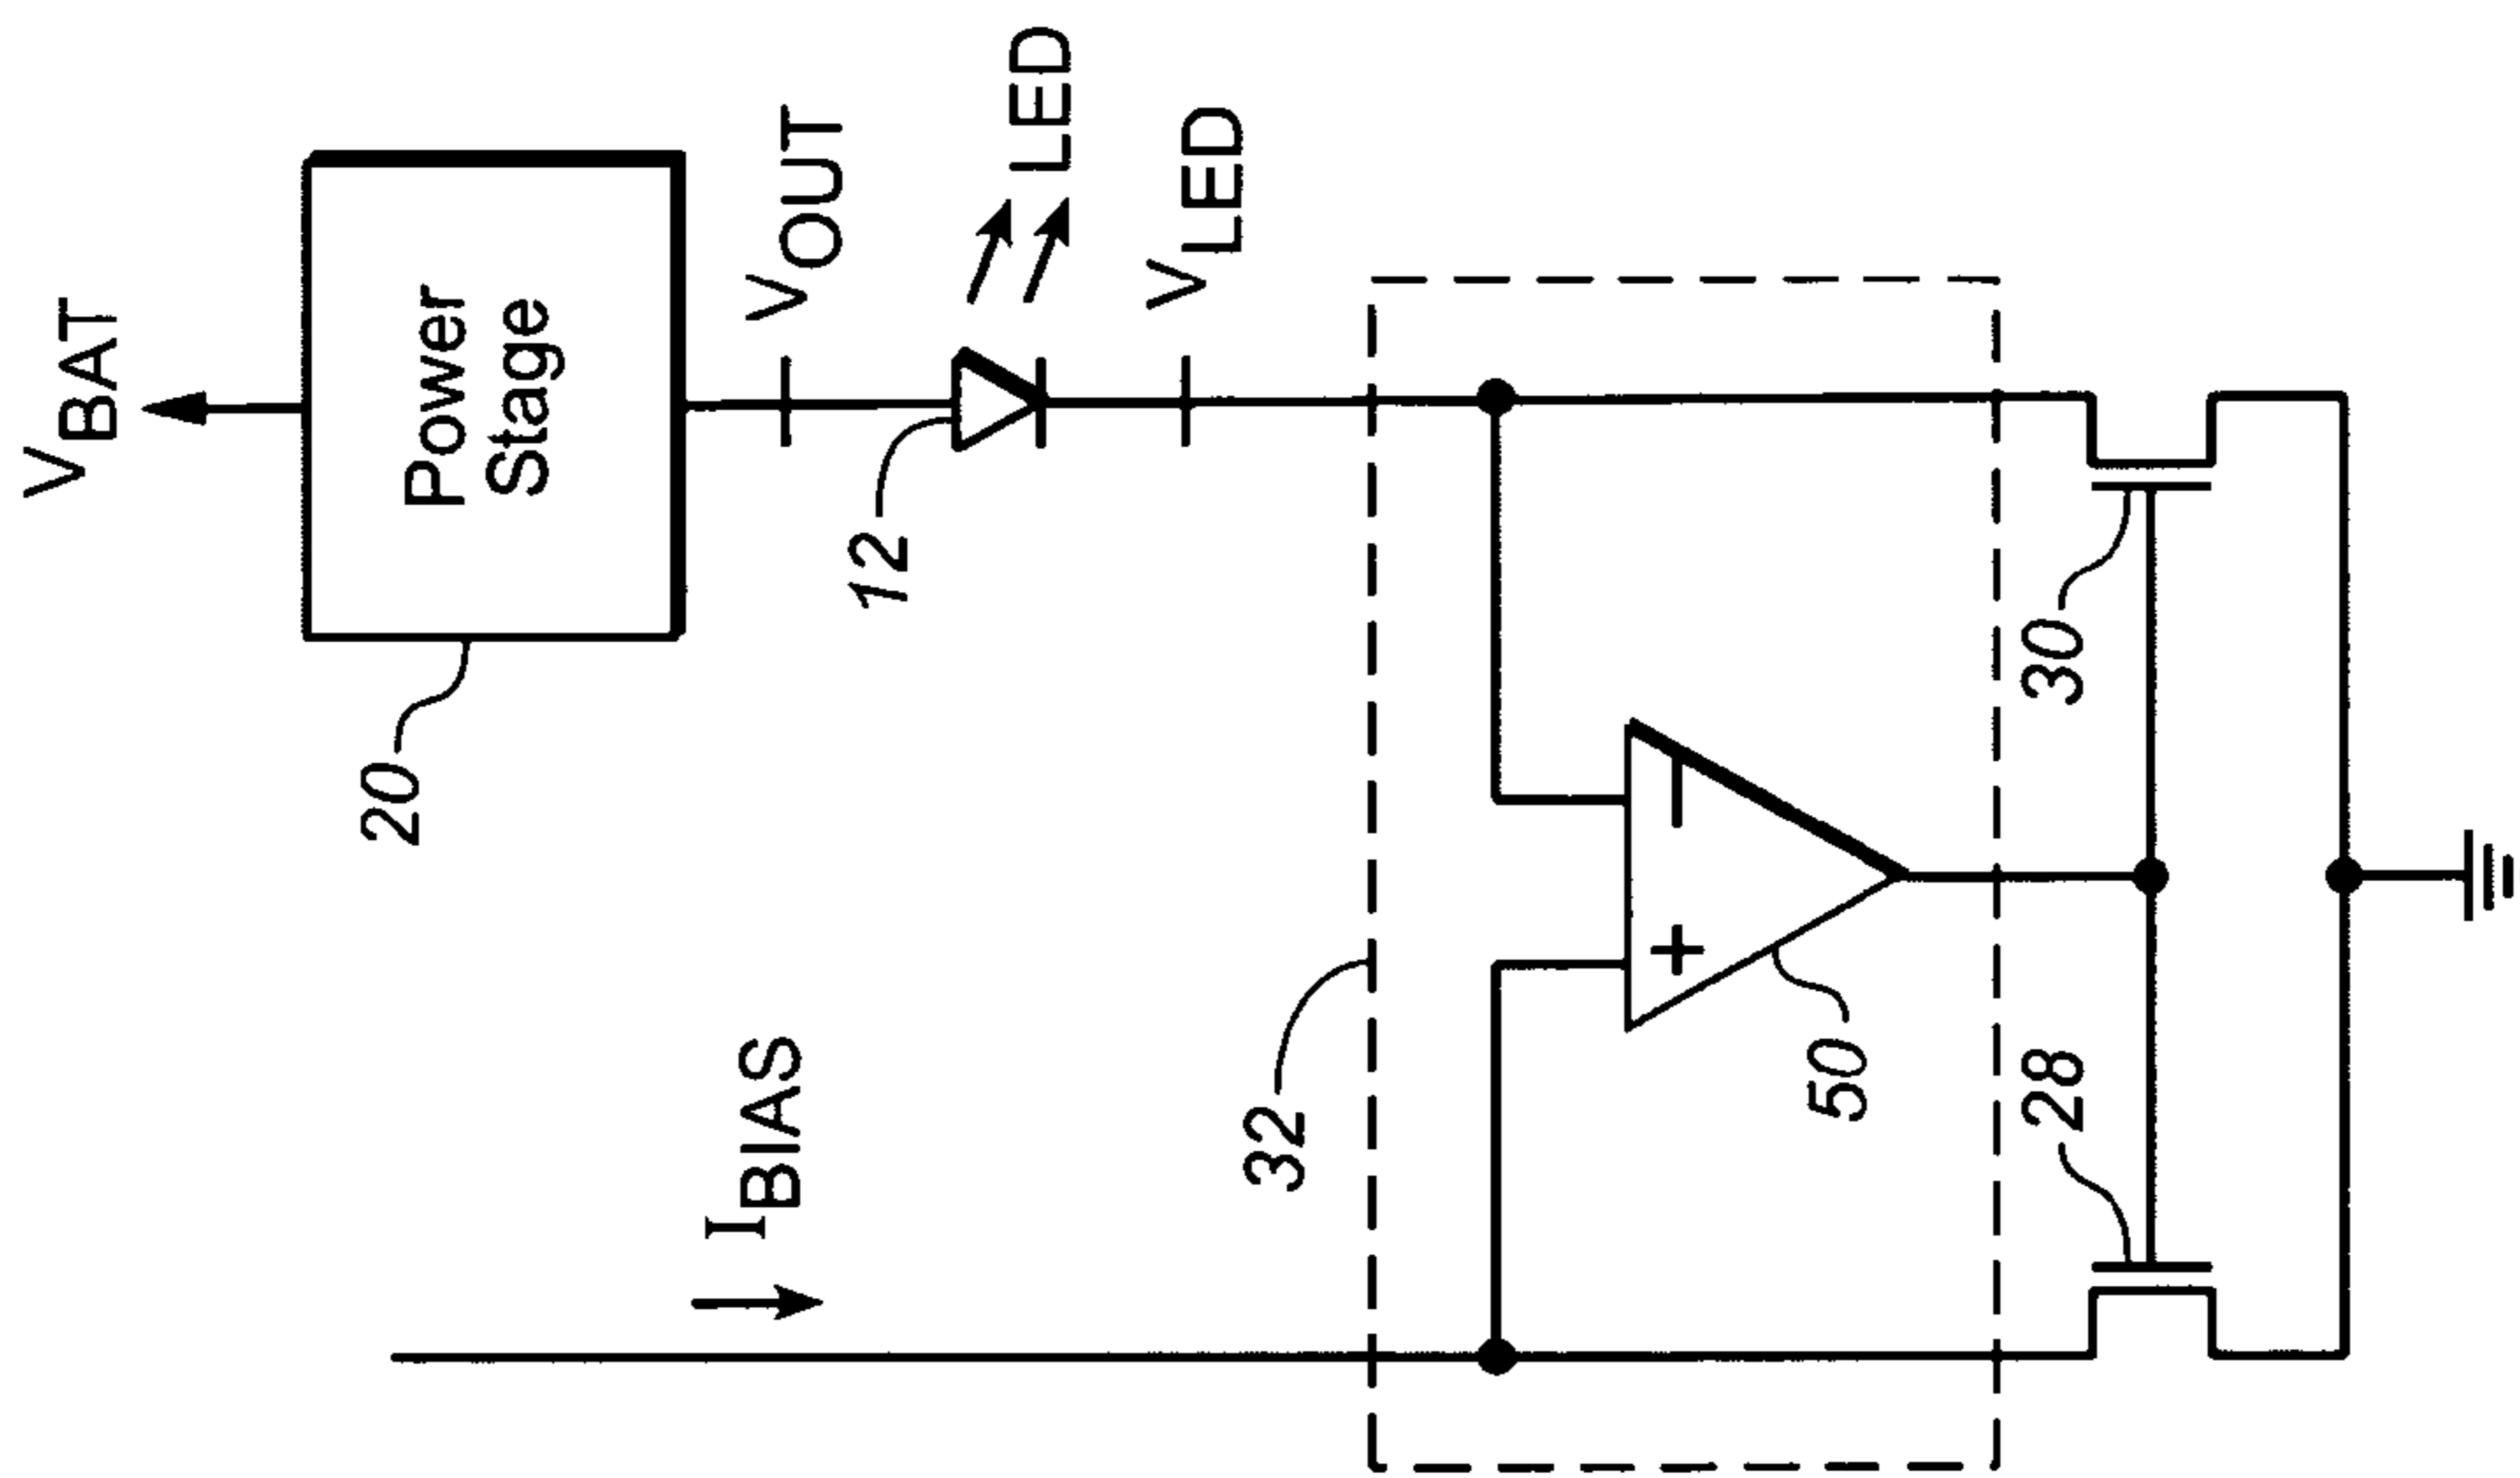 VBAT
Power
Stage
20
VOUT
12
LED
VLED
IBIAS
32
+
−
50
28
30